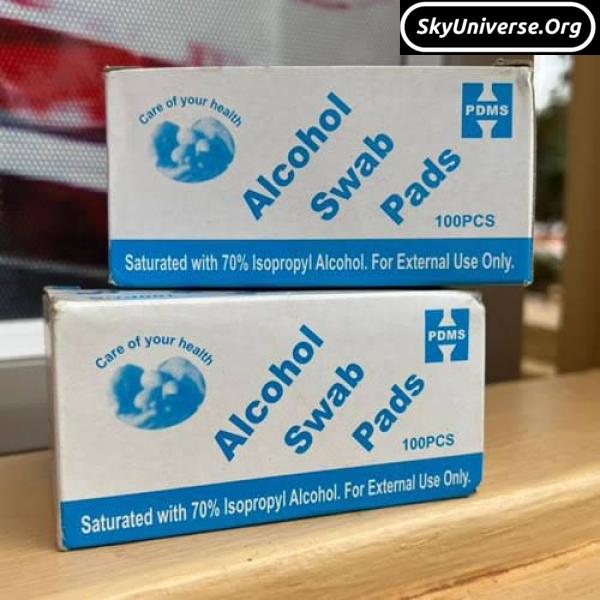 SkyUniverse.Org
Care of your health
PDMS
Alcohol
Swab
Pads
100PCS
Saturated with 70% Isopropyl Alcohol. For External Use Only.
Care of your health
PDMS
Alcohol
Swab
Pads
100PCS
Saturated with 70% Isopropyl Alcohol. For External Use Only.